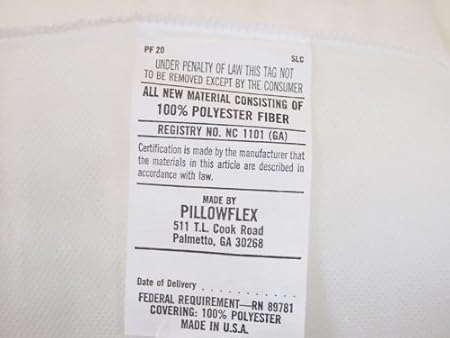 PF 20 SLC
UNDER PENALTY OF LAW THIS TAG NOT
TO BE REMOVED EXCEPT BY THE CONSUMER
ALL NEW MATERIAL CONSISTING OF
100% POLYESTER FIBER
REGISTRY NO. NC 1101 (GA)
Certification is made by the manufacturer that
the materials in this article are described in
accordance with law.
MADE BY
PILLOWFLEX
511 T.L. Cook Road
Palmetto, GA 30268
Date of Delivery
FEDERAL REQUIREMENT—RN 89781
COVERING: 100% POLYESTER
MADE IN U.S.A.